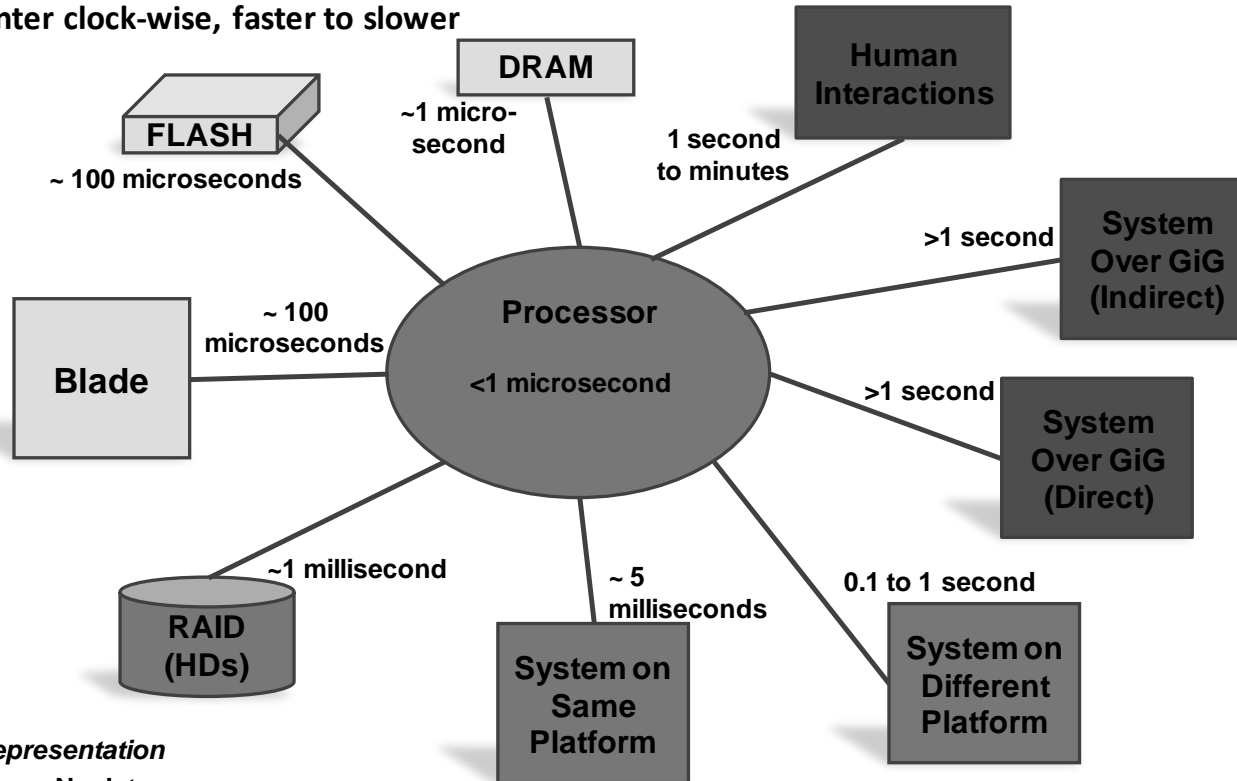 nter clock-wise, faster to slower
DRAM
Human
Interactions
FLASH
~1 micro-
second
1 second
to minutes
~ 100 microseconds
>1 second
System
Over GiG
(Indirect)
Processor
<1 microsecond
~ 100
microseconds
Blade
>1 second
System
Over GiG
(Direct)
~1 millisecond
RAID
(HDs)
~ 5
milliseconds
System on
Same
Platform
0.1 to 1 second
System on
Different
Platform
epresentation